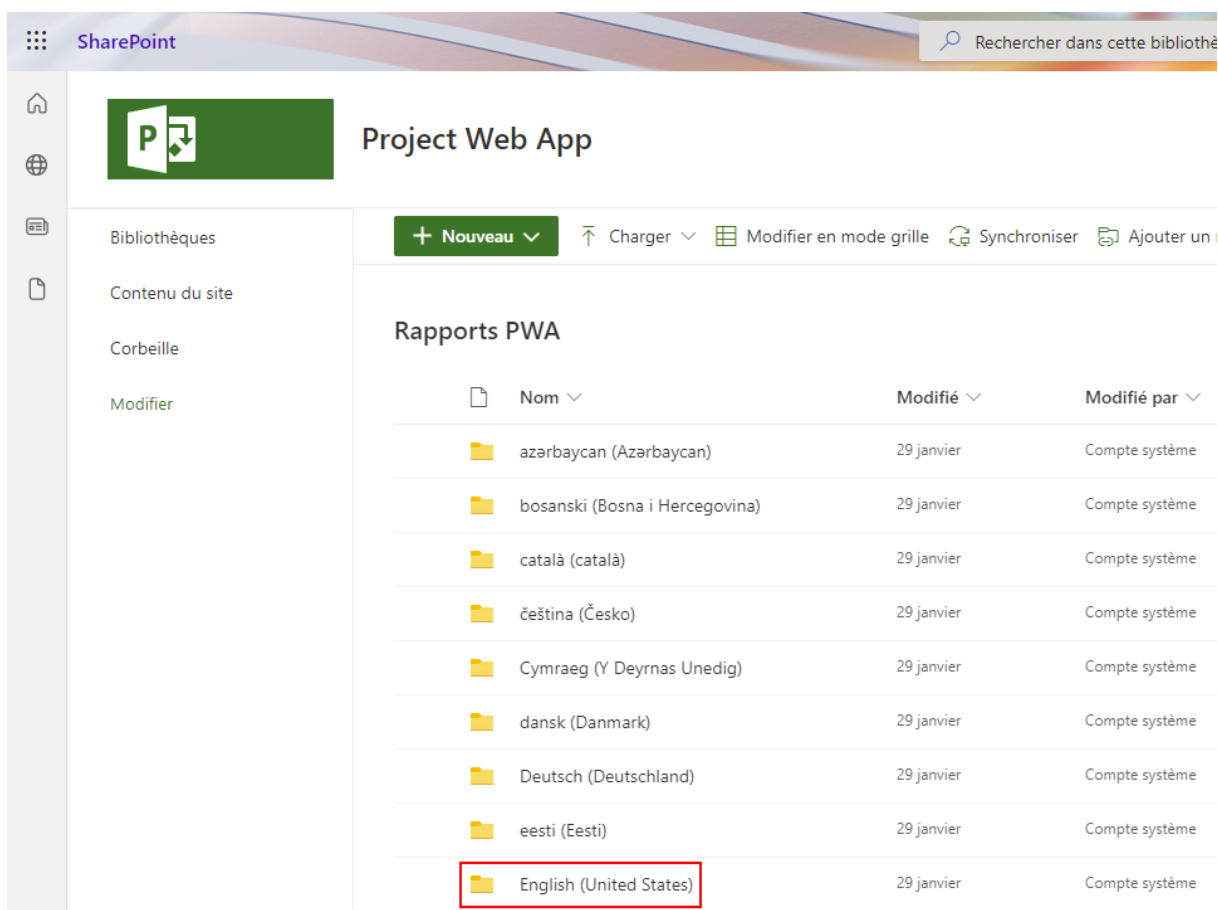 SharePoint
Rechercher dans cette bibliothè
P
Project Web App
Bibliothèques
Contenu du site
Corbeille
Modifier
Nouveau Charger Modifier en mode grille Synchroniser Ajouter un
Rapports PWA
Nom Modifié Modifié par
azərbaycan (Azərbaycan) 29 janvier Compte système
bosanski (Bosna i Hercegovina) 29 janvier Compte système
català (català) 29 janvier Compte système
čeština (Česko) 29 janvier Compte système
Cymraeg (Y Deyrnas Unedig) 29 janvier Compte système
dansk (Danmark) 29 janvier Compte système
Deutsch (Deutschland) 29 janvier Compte système
eesti (Eesti) 29 janvier Compte système
English (United States) 29 janvier Compte système